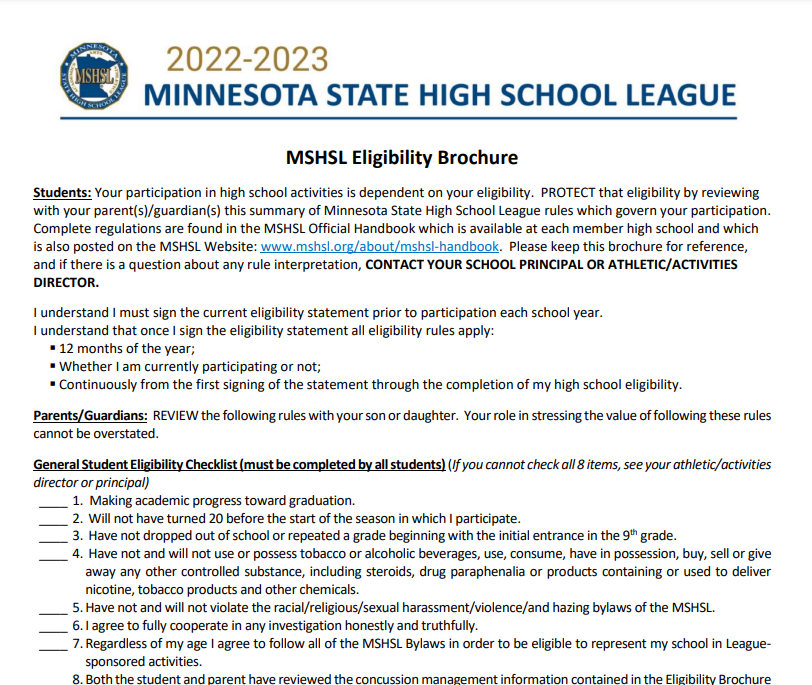 2022-2023
MSHSL
MINNESOTA STATE HIGH SCHOOL LEAGUE
MSHSL Eligibility Brochure
Students: Your participation in high school activities is dependent on your eligibility. PROTECT that eligibility by reviewing
with your parent(s)/guardian(s) this summary of Minnesota State High School League rules which govern your participation.
Complete regulations are found in the MSHSL Official Handbook which is available at each member high school and which
is also posted on the MSHSL Website: www.mshsl.org/about/mshsl-handbook. Please keep this brochure for reference,
and if there is a question about any rule interpretation, CONTACT YOUR SCHOOL PRINCIPAL OR ATHLETIC/ACTIVITIES
DIRECTOR.
I understand I must sign the current eligibility statement prior to participation each school year.
I understand that once I sign the eligibility statement all eligibility rules apply:
▪ 12 months of the year;
▪ Whether I am currently participating or not;
▪ Continuously from the first signing of the statement through the completion of my high school eligibility.
Parents/Guardians: REVIEW the following rules with your son or daughter. Your role in stressing the value of following these rules
cannot be overstated.
General Student Eligibility Checklist (must be completed by all students) (If you cannot check all 8 items, see your athletic/activities
director or principal)
____ 1. Making academic progress toward graduation.
____ 2. Will not have turned 20 before the start of the season in which I participate.
____ 3. Have not dropped out of school or repeated a grade beginning with the initial entrance in the 9th grade.
____ 4. Have not and will not use or possess tobacco or alcoholic beverages, use, consume, have in possession, buy, sell or give
away any other controlled substance, including steroids, drug paraphenalia or products containing or used to deliver
nicotine, tobacco products and other chemicals.
____ 5. Have not and will not violate the racial/religious/sexual harassment/violence/and hazing bylaws of the MSHSL.
____ 6. I agree to fully cooperate in any investigation honestly and truthfully.
____ 7. Regardless of my age I agree to follow all of the MSHSL Bylaws in order to be eligible to represent my school in League-
sponsored activities.
8. Both the student and parent have reviewed the concussion management information contained in the Eligibility Brochure